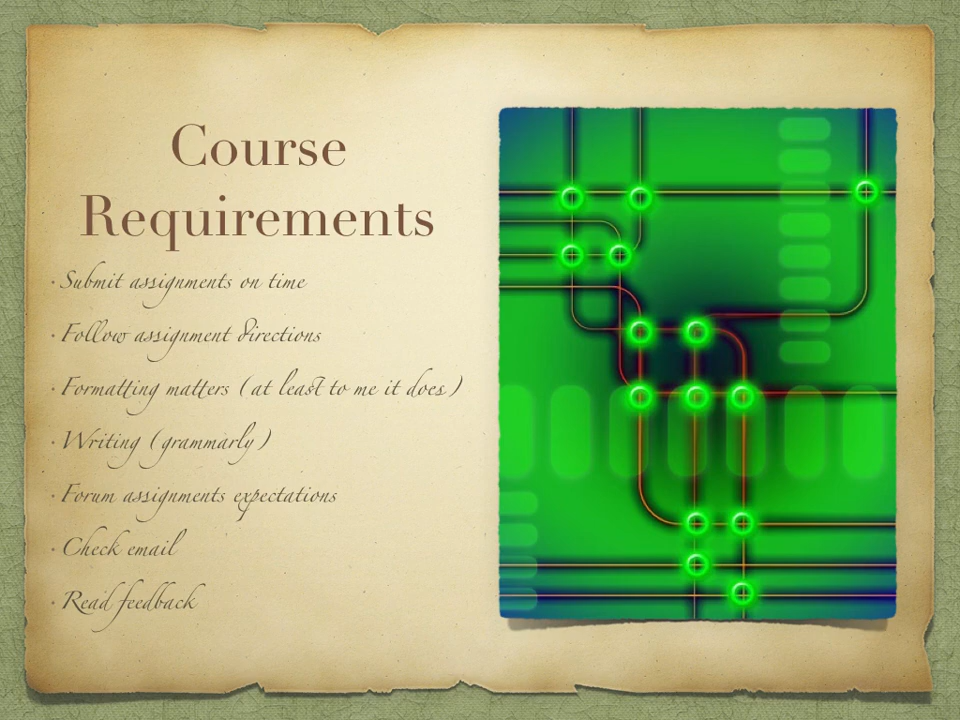 Course
Requirements
· Submit assignments on time
· Follow assignment directions
· Formatting matters (at least to me it does)
· Writing (grammarly)
· Forum assignments expectations
· Check email
· Read feedback